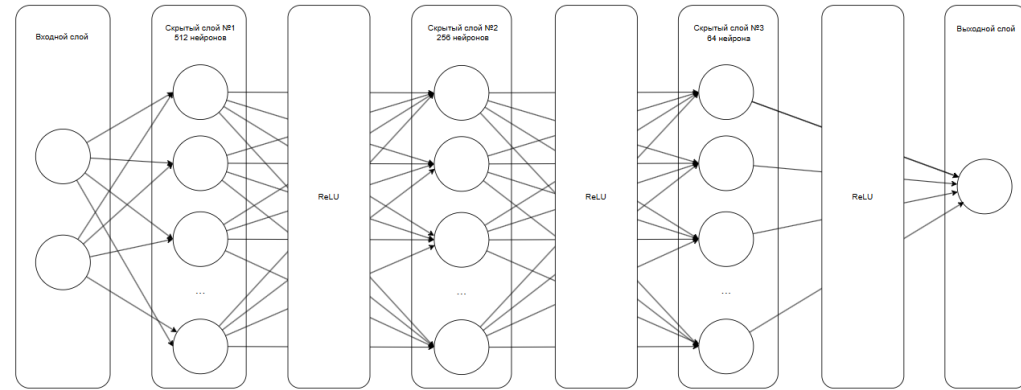 Входной слой
Скрытый слой №1
512 нейронов
...
ReLU
Скрытый слой №2
256 нейронов
...
ReLU
Скрытый слой №3
64 нейрона
...
ReLU
Выходной слой